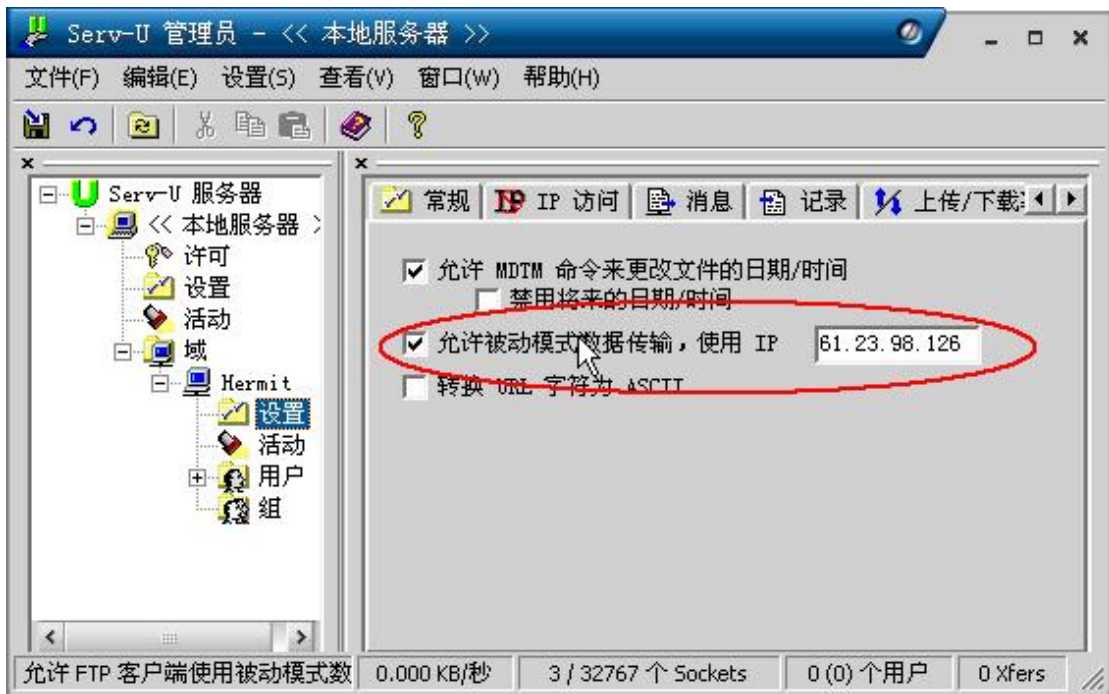 Serv-U 管理员 - << 本地服务器 >>
文件(F) 编辑(E) 设置(S) 查看(V) 窗口(W) 帮助(H)
Serv-U 服务器
<< 本地服务器 >
许可
设置
活动
域
Hermit
设置
活动
用户
组
常规 IP 访问 消息 记录 上传/下载
允许 MDTM 命令来更改文件的日期/时间
禁用将来的日期/时间
允许被动模式数据传输，使用 IP 61.23.98.126
转换 URL 字符为 ASCII
允许 FTP 客户端使用被动模式数 0.000 KB/秒 3 / 32767 个 Sockets 0 (0) 个用户 0 Xfers